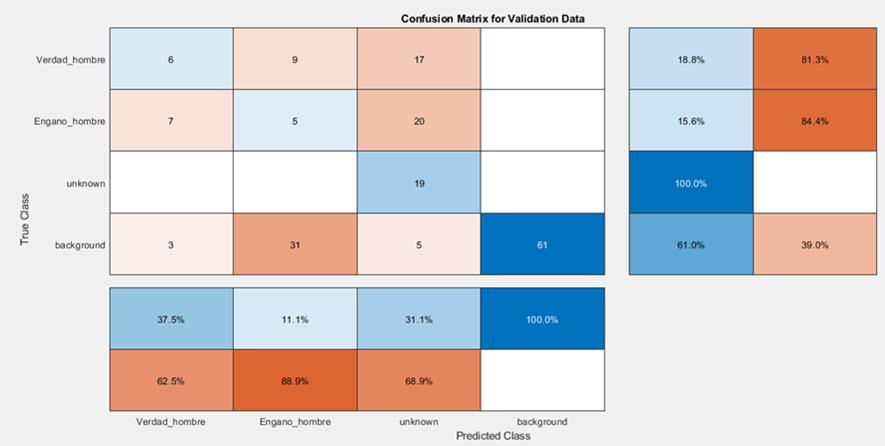 Confusion Matrix for Validation Data
Verdad_hombre 6 9 17 18.8% 81.3%
Engano_hombre 7 5 20 15.6% 84.4%
unknown 19 100.0%
True Class
background 3 31 5 61 61.0% 39.0%
37.5% 11.1% 31.1% 100.0%
62.5% 88.9% 68.9%
Verdad_hombre Engano_hombre unknown background
Predicted Class